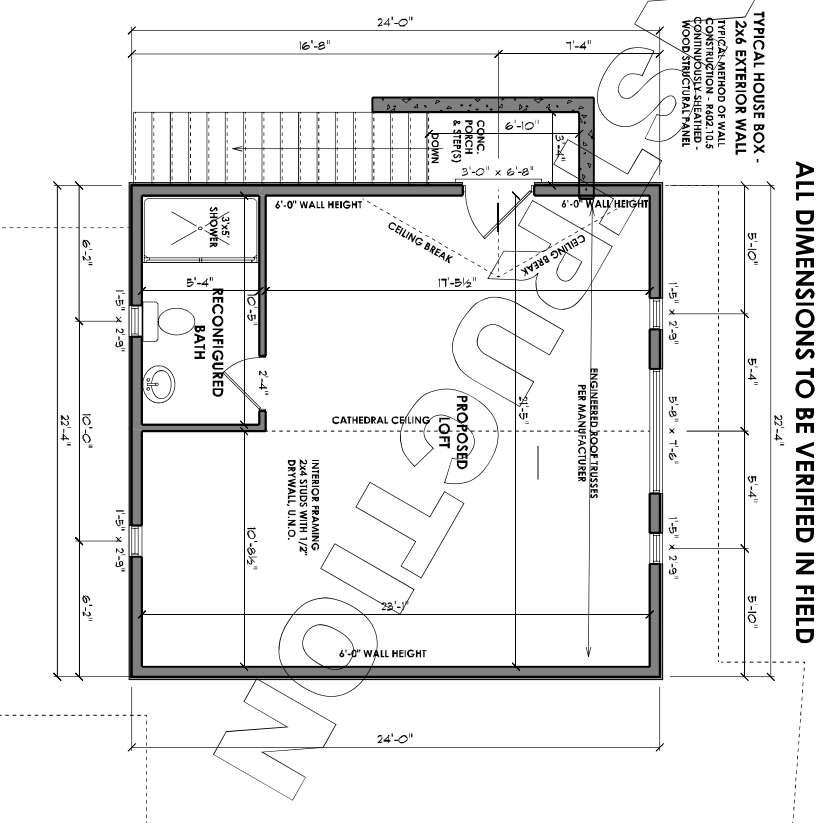 24'-0"
16'-8"
7'-4"
TYPICAL HOUSE BOX -
2x6 EXTERIOR WALL
TYPICAL METHOD OF WALL
CONSTRUCTION - R602.10.5
CONTINUOUSLY SHEATHED -
WOOD STRUCTURAL PANEL
ALL DIMENSIONS TO BE VERIFIED IN FIELD
6'-10"
3'-4"
CONC.
PORCH
& STEP(S)
DOWN
3'-0" x 6'-8"
6'-0" WALL HEIGHT
6'-0" WALL HEIGHT
CEILING BREAK
CEILING BREAK
3'x5'
SHOWER
5'-4"
17'-5½"
10'-5"
RECONFIGURED
BATH
2'-4"
6'-2"
10'-0"
6'-2"
22'-4"
1'-5" x 2'-9"
1'-5" x 2'-9"
CATHEDRAL CEILING
PROPOSED
LOFT
21'-5"
ENGINEERED ROOF TRUSSES
PER MANUFACTURER
INTERIOR FRAMING
2x4 STUDS WITH 1/2"
DRYWALL, U.N.O.
10'-8½"
23'-1"
6'-0" WALL HEIGHT
5'-10"
5'-4"
5'-4"
5'-10"
22'-4"
1'-5" x 2'-9"
5'-8" x 7'-6"
1'-5" x 2'-9"
24'-0"
STRUCTION